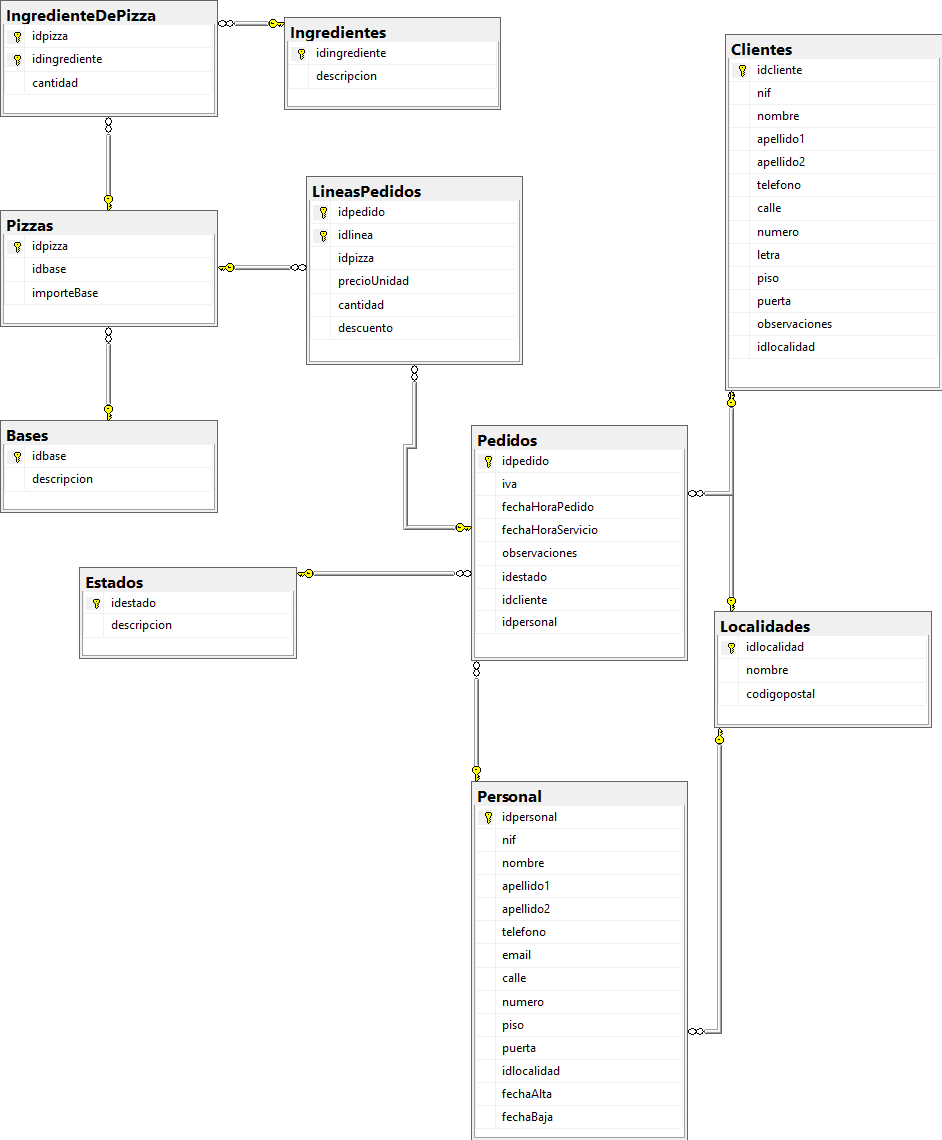 IngredienteDePizza
idpizza
idingrediente
cantidad
Ingredientes
idingrediente
descripcion
Clientes
idcliente
nif
nombre
apellido1
apellido2
telefono
calle
numero
letra
piso
puerta
observaciones
idlocalidad
LineasPedidos
idpedido
idlinea
idpizza
precioUnidad
cantidad
descuento
Pizzas
idpizza
idbase
importeBase
Bases
idbase
descripcion
Pedidos
idpedido
iva
fechaHoraPedido
fechaHoraServicio
observaciones
idestado
idcliente
idpersonal
Estados
idestado
descripcion
Localidades
idlocalidad
nombre
codigopostal
Personal
idpersonal
nif
nombre
apellido1
apellido2
telefono
email
calle
numero
piso
puerta
idlocalidad
fechaAlta
fechaBaja